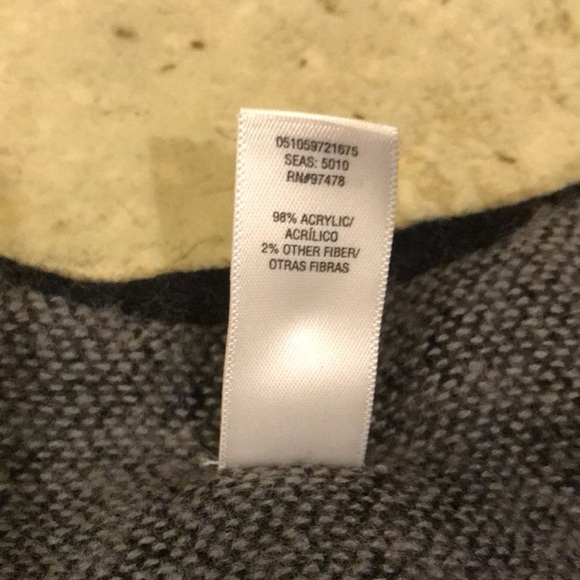 051059721675
SEAS: 5010
RN#97478
98% ACRYLIC/
ACRÍLICO
2% OTHER FIBER/
OTRAS FIBRAS